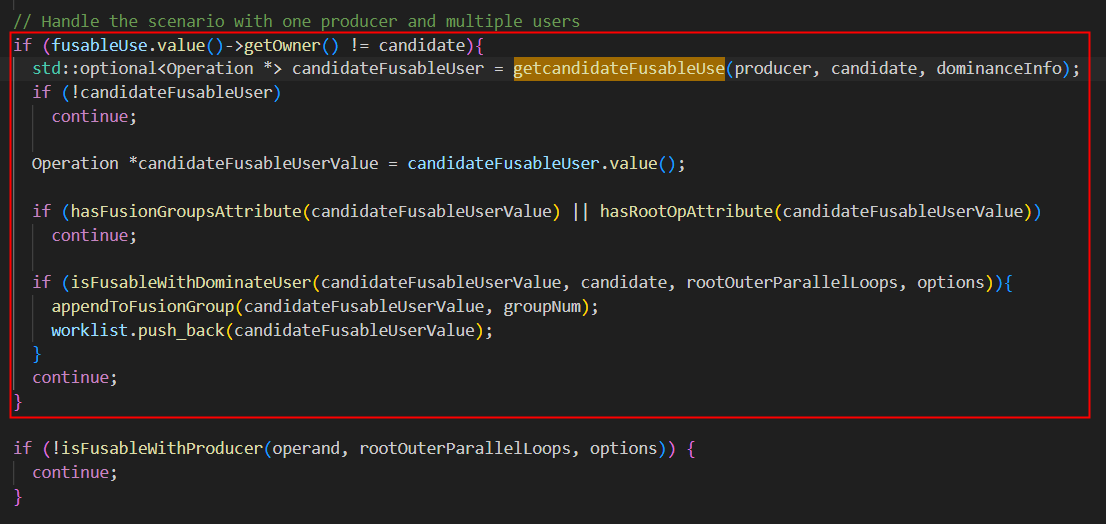 // Handle the scenario with one producer and multiple users
if (fusableUse.value()->getOwner() != candidate){
std::optional<Operation *> candidateFusableUser = getcandidateFusableUse(producer, candidate, dominanceInfo);
if (!candidateFusableUser)
continue;
Operation *candidateFusableUserValue = candidateFusableUser.value();
if (hasFusionGroupsAttribute(candidateFusableUserValue) || hasRootOpAttribute(candidateFusableUserValue))
continue;
if (isFusableWithDominateUser(candidateFusableUserValue, candidate, rootOuterParallelLoops, options)){
appendToFusionGroup(candidateFusableUserValue, groupNum);
worklist.push_back(candidateFusableUserValue);
}
continue;
}
if (!isFusableWithProducer(operand, rootOuterParallelLoops, options)) {
continue;
}